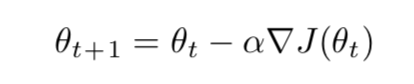 θ_{t+1} = θ_t − α∇J(θ_t)